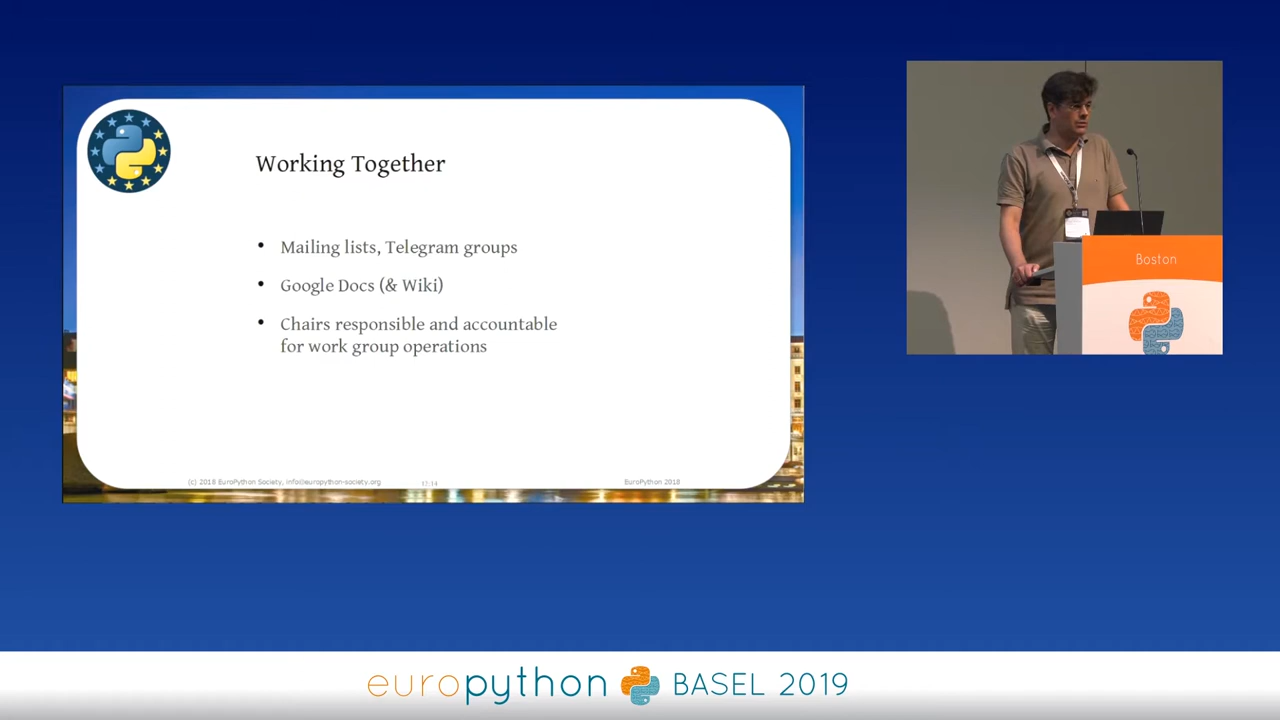 Working Together
• Mailing lists, Telegram groups
• Google Docs (& Wiki)
• Chairs responsible and accountable
for work group operations
(c) 2018 EuroPython Society, info@europython-society.org
EuroPython 2018
Boston
europython BASEL 2019